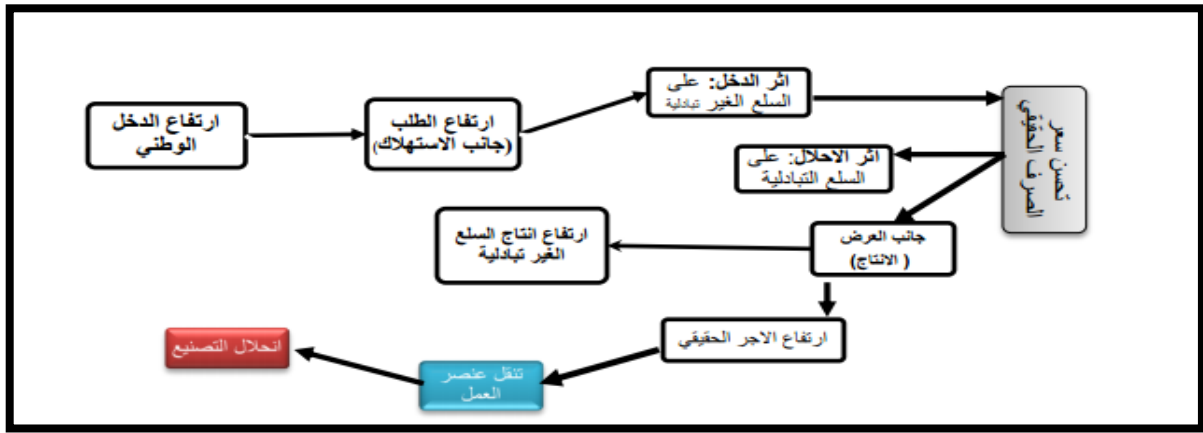 ارتفاع الدخل
الوطني
ارتفاع الطلب
(جانب الاستهلاك)
اثر الدخل: على
السلع الغير تبادلية
تحسن سعر
الصرف الحقيقي
اثر الاحلال: على
السلع التبادلية
جانب العرض
( الانتاج)
ارتفاع انتاج السلع
الغير تبادلية
ارتفاع الاجر الحقيقي
تنقل عنصر
العمل
انحلال التصنيع